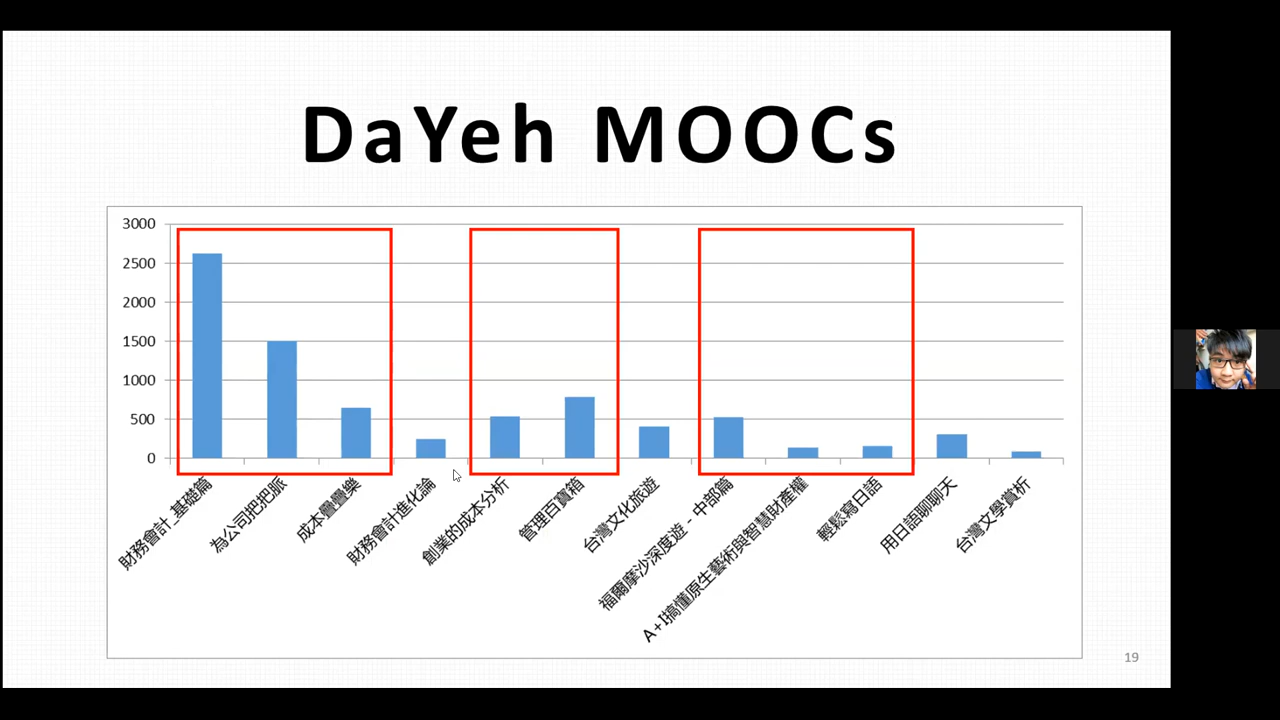 DaYeh MOOCs
3000
2500
2000
1500
1000
500
0
財務會計_基礎篇
為公司把把脈
成本疊疊樂
財務會計進化論
創業的成本分析
管理百寶箱
台灣文化旅遊
福爾摩沙深度遊 - 中部篇
A+I搞懂原生藝術與智慧財產權
輕鬆寫日語
用日語聊聊天
台灣文學賞析
19